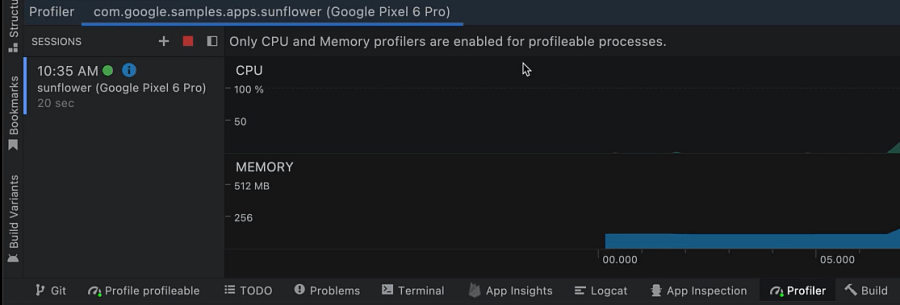 Structu
Profiler com.google.samples.apps.sunflower (Google Pixel 6 Pro)
SESSIONS
Only CPU and Memory profilers are enabled for profileable processes.
10:35 AM
sunflower (Google Pixel 6 Pro)
20 sec
Bookmarks
Build Variants
CPU
100 %
50
MEMORY
512 MB
256
00.000 05.000
Git Profile profileable TODO Problems Terminal App Insights Logcat App Inspection Profiler Build